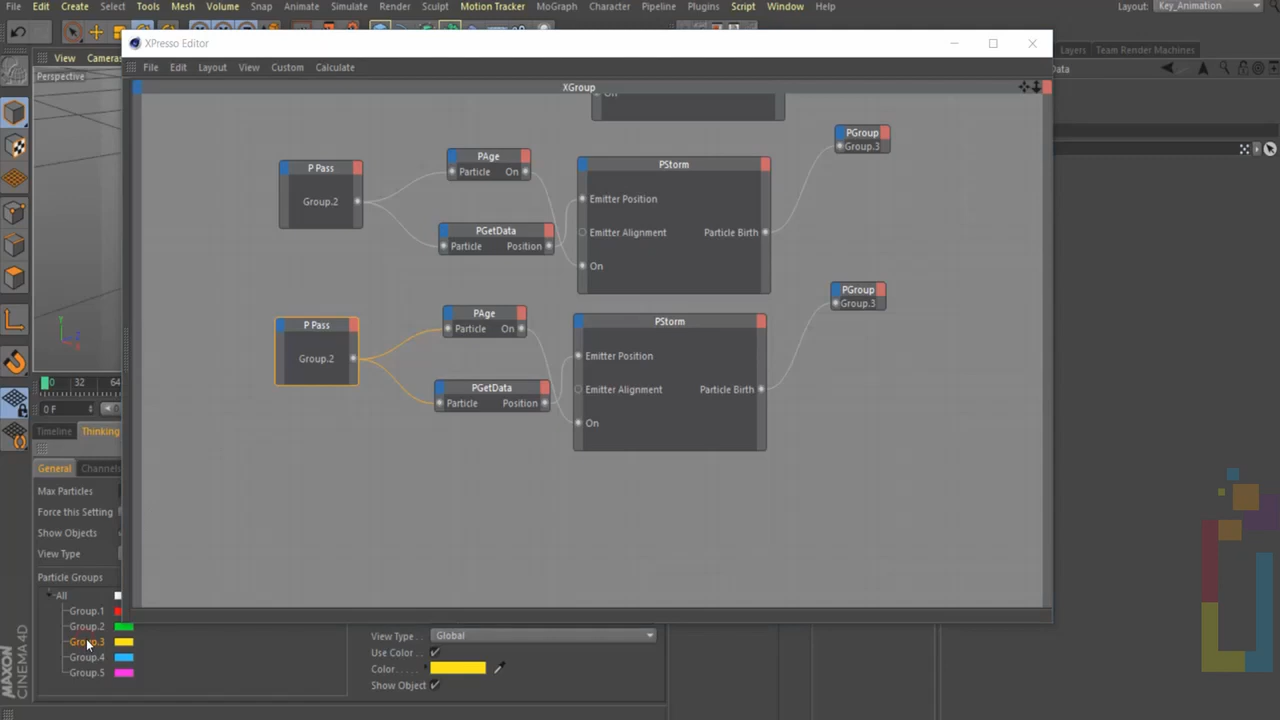 File Edit Create Select Tools Mesh Volume Snap Animate Simulate Render Sculpt Motion Tracker MoGraph Character Pipeline Plugins Script Window Help Layout: Key_Animation
XPresso Editor
Layers Team Render Machines
View Cameras
File Edit Layout View Custom Calculate
Perspective
XGroup
On
PGroup
Group.3
P Pass
Group.2
PAge
Particle On
PStorm
Emitter Position
Emitter Alignment Particle Birth
On
PGetData
Particle Position
PGroup
Group.3
P Pass
Group.2
PAge
Particle On
PStorm
Emitter Position
Emitter Alignment Particle Birth
On
PGetData
Particle Position
0 32 64
0 F
Timeline Thinking
General Channels
Max Particles
Force this Setting
Show Objects
View Type
Particle Groups
All
Group.1
Group.2
Group.3
Group.4
Group.5
View Type . . Global
Use Color . .
Color . . . . .
Show Object
MAXON
CINEMA 4D